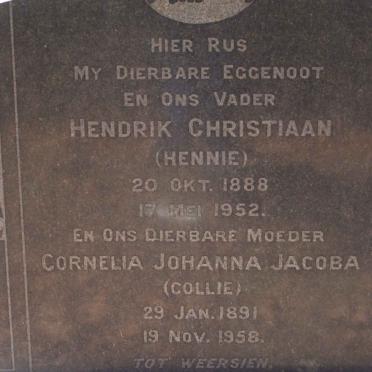 HIER RUS
MY DIERBARE EGGENOOT
EN ONS VADER
HENDRIK CHRISTIAAN
(HENNIE)
20 OKT. 1888
17 MEI 1952.
EN ONS DIERBARE MOEDER
CORNELIA JOHANNA JACOBA
(COLLIE)
29 JAN. 1891
19 NOV. 1958.
TOT WEERSIEN.